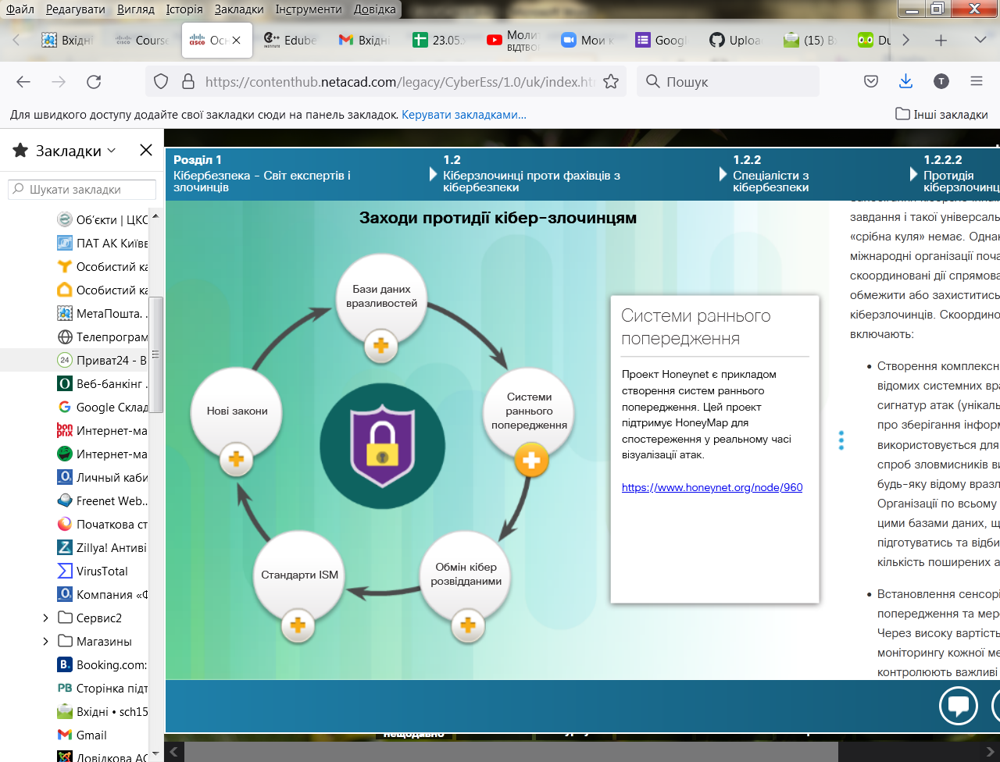 Файл Редагувати Вигляд Історія Закладки Інструменти Довідка
Вхідні
Course
Осн
Edube
Вхідні
23.05.
Моли
ВІДТВО
Мои к
Googl
Uploa
(15) В
Du
https://contenthub.netacad.com/legacy/CyberEss/1.0/uk/index.htm
Пошук
Для швидкого доступу додайте свої закладки сюди на панель закладок. Керувати закладками...
Інші закладки
Закладки
Шукати закладки
Об'єкти | ЦКС
ПАТ АК Київв
Особистий ка
Особистий ка
МетаПошта. .
Телепрограм
Приват24 - В
Веб-банкінг .
Google Склад
Интернет-ма
Интернет-ма
Личный каби
Freenet Web...
Початкова ст
Zillya! Антиві
VirusTotal
Компания «Ф
Сервис2
Магазины
Booking.com:
Сторінка підт
Вхідні • sch15
Gmail
Довідкова АС
Розділ 1
Кібербезпека - Світ експертів і
злочинців
1.2
Кіберзлочинці проти фахівців з
кібербезпеки
1.2.2
Спеціалісти з
кібербезпеки
1.2.2.2
Протидія
кіберзлочинц
Заходи протидії кібер-злочинцям
Бази даних
вразливостей
Системи
раннього
попередження
Обмін кібер
розвідданими
Стандарти ISM
Нові закони
Системи раннього
попередження
Проект Honeynet є прикладом
створення систем раннього
попередження. Цей проект
підтримує HoneyMap для
спостереження у реальному часі
візуалізації атак.
https://www.honeynet.org/node/960
завдання і такої універсаль
«срібна куля» немає. Однак
міжнародні організації поча
скоординовані дії спрямова
обмежити або захиститись
кіберзлочинців. Скоордино
включають:
• Створення комплексн
відомих системних вра
сигнатур атак (унікаль
про зберігання інформ
використовується для
спроб зловмисників ви
будь-яку відому вразл
Організації по всьому
цими базами даних, щ
підготуватись та відби
кількість поширених а
• Встановлення сенсорі
попередження та мере
Через високу вартість
моніторингу кожної ме
контролюють важливі
нещодавно